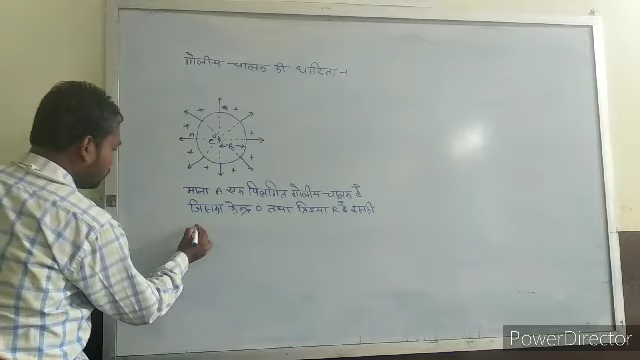 गोलीय चालक की धारिता-
माना A एक विलगित गोलीय चालक है
जिसका केन्द्र O तथा त्रिज्या R है इसकी
PowerDirector